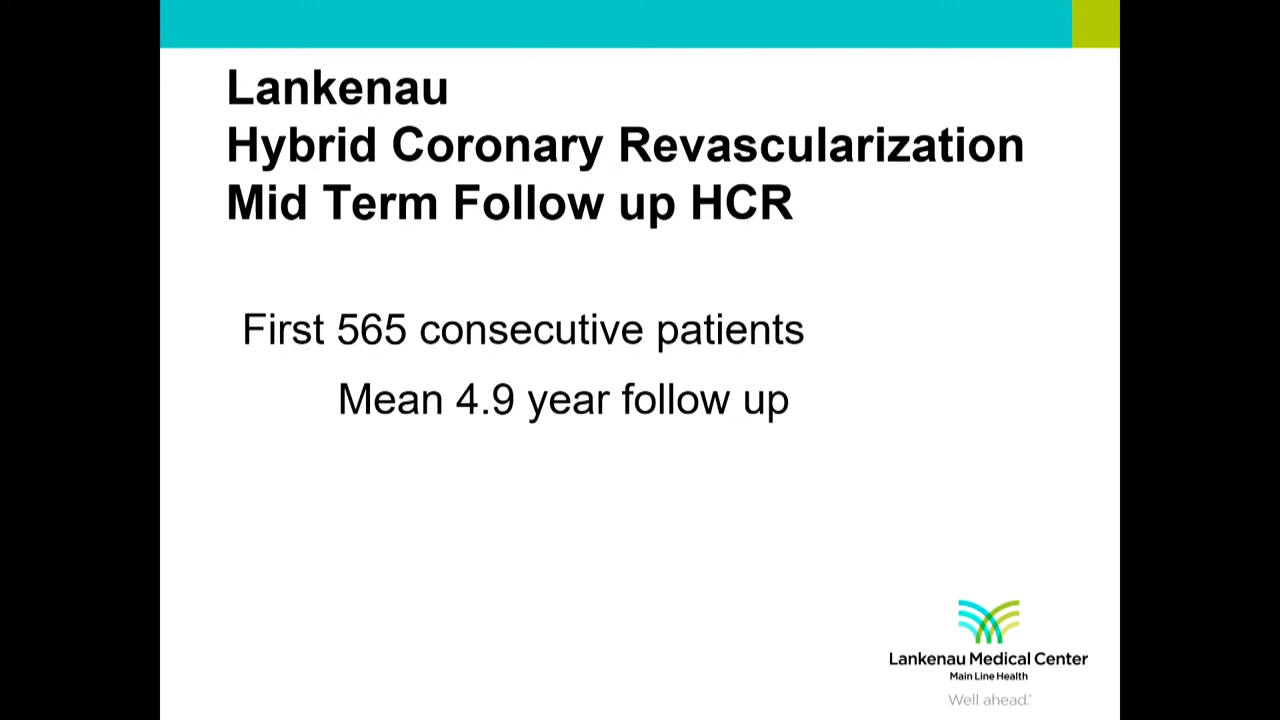 Lankenau
Hybrid Coronary Revascularization
Mid Term Follow up HCR
First 565 consecutive patients
Mean 4.9 year follow up
Lankenau Medical Center
Main Line Health
Well ahead.